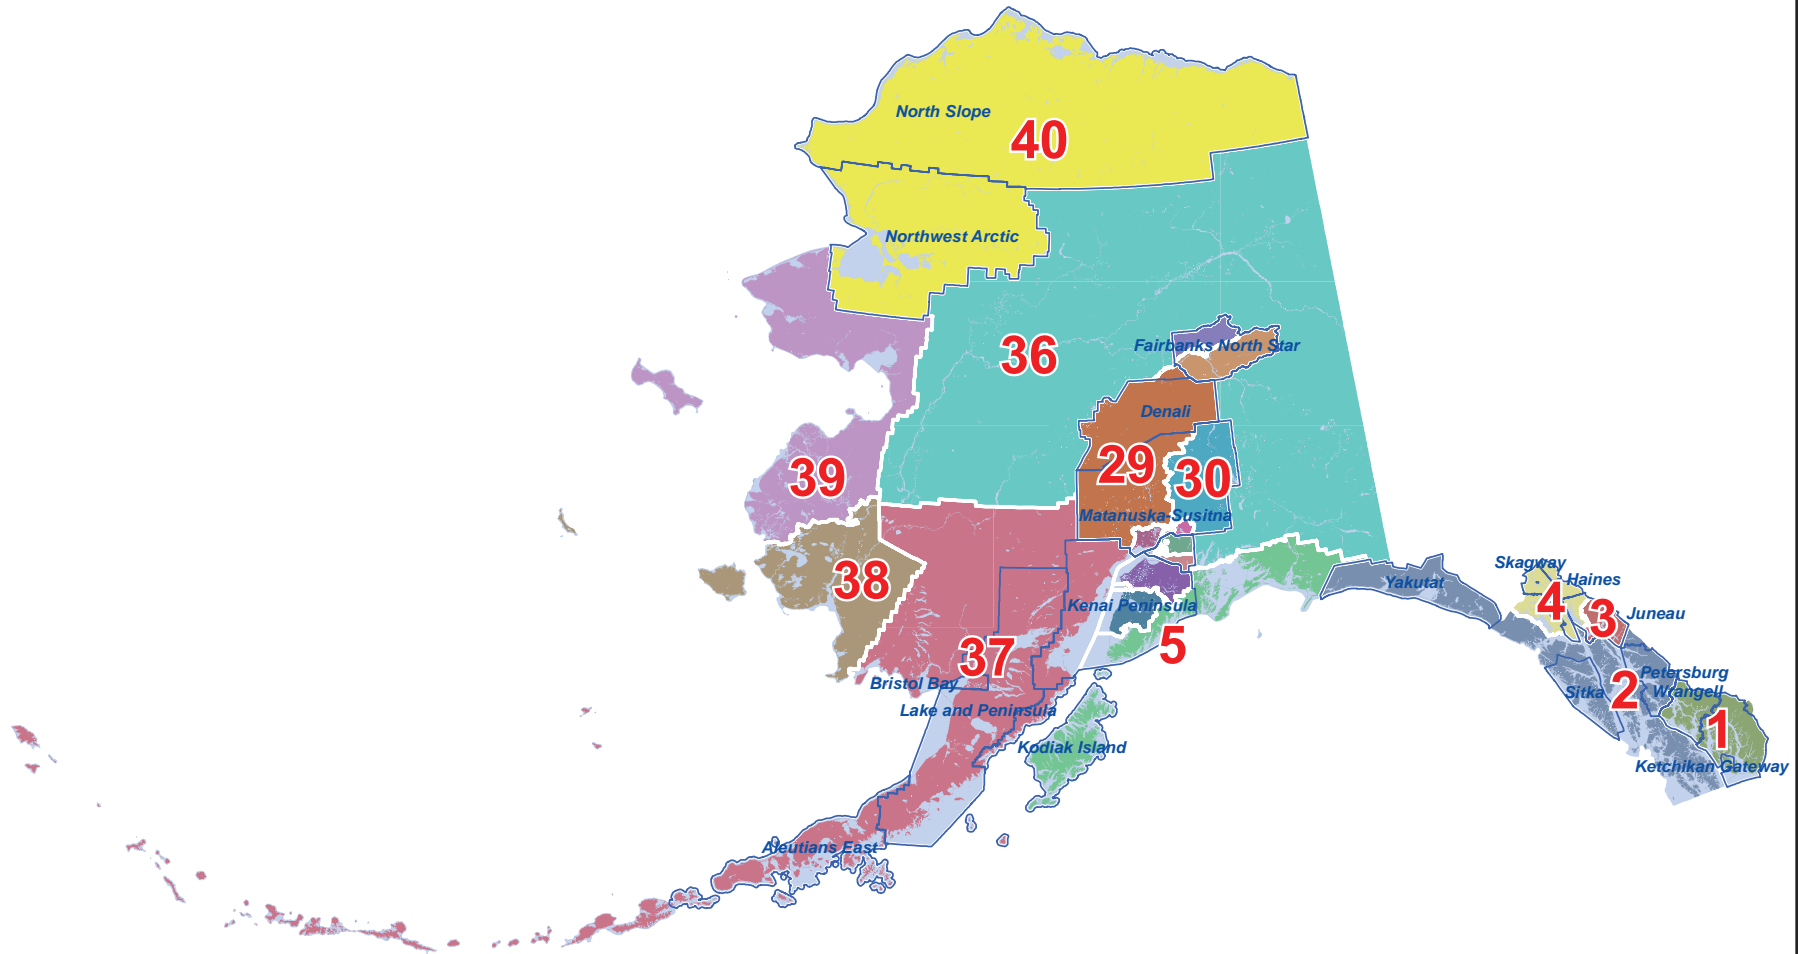 North Slope
40
Northwest Arctic
36
Fairbanks North Star
Denali
29
30
39
Matanuska-Susitna
38
Kenai Peninsula
5
37
Bristol Bay
Lake and Peninsula
Kodiak Island
Aleutians East
Yakutat
Skagway
Haines
4
3
Juneau
Petersburg
Sitka
2
Wrangell
1
Ketchikan Gateway